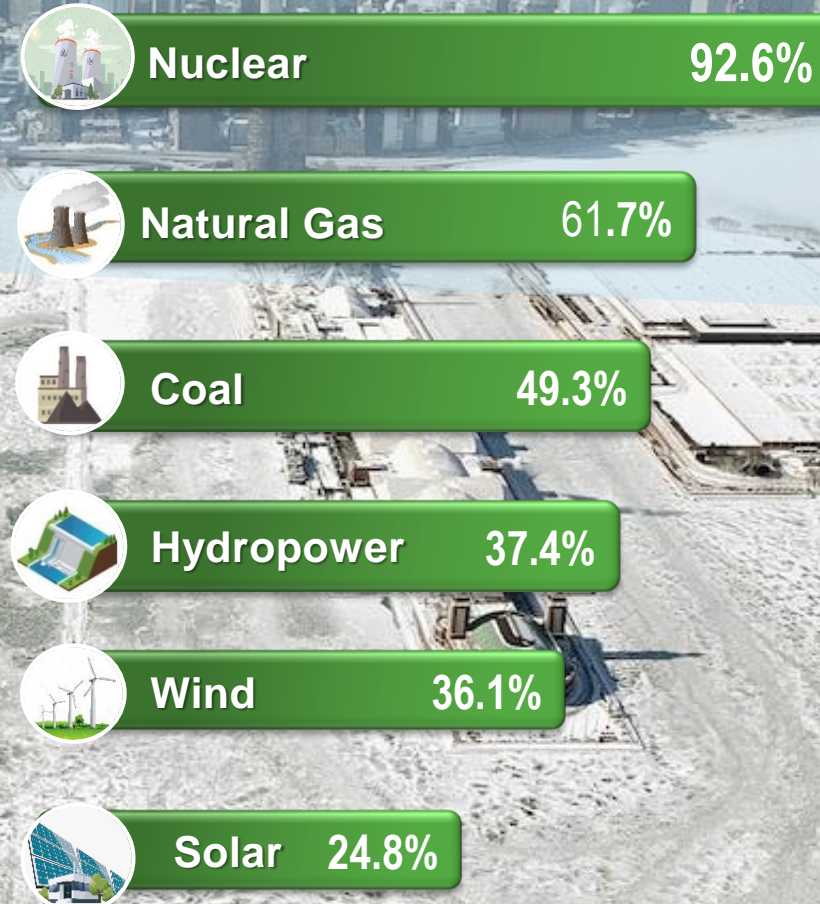 Nuclear 92.6%
Natural Gas 61.7%
Coal 49.3%
Hydropower 37.4%
Wind 36.1%
Solar 24.8%